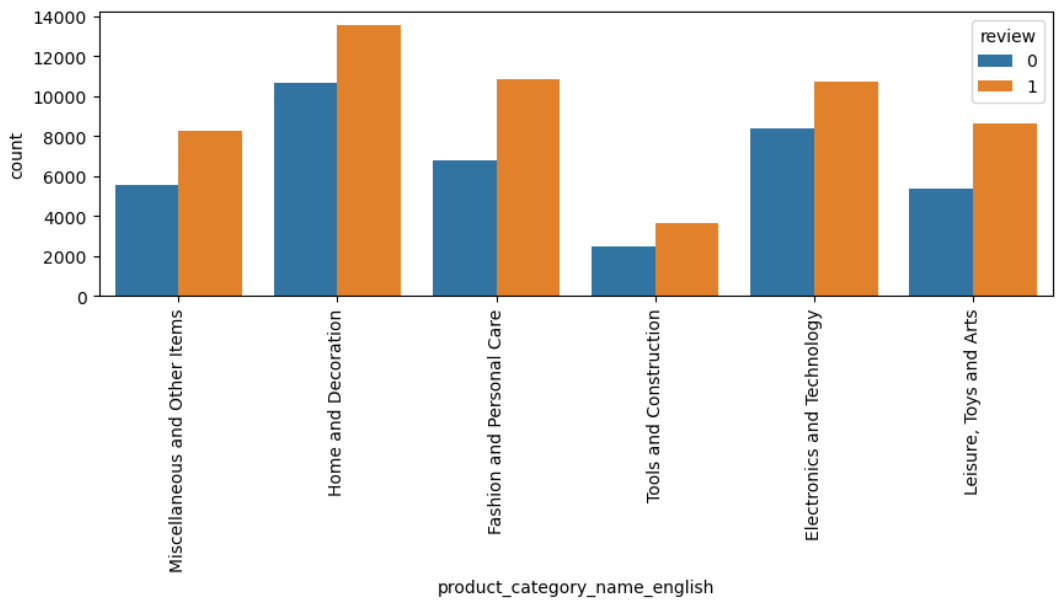 14000
12000
10000
8000
6000
4000
2000
0
count
review
0
1
Miscellaneous and Other Items
Home and Decoration
Fashion and Personal Care
Tools and Construction
Electronics and Technology
Leisure, Toys and Arts
product_category_name_english